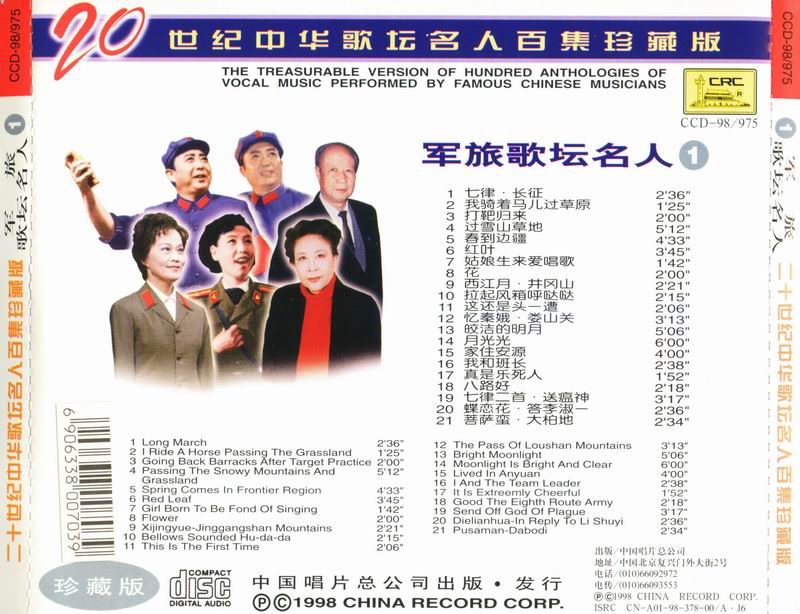 20 世纪中华歌坛名人百集珍藏版
THE TREASURABLE VERSION OF HUNDRED ANTHOLOGIES OF
VOCAL MUSIC PERFORMED BY FAMOUS CHINESE MUSICIANS
CRC
R
CCD-98/975
军旅歌坛名人 1
1 七律·长征 2'36"
2 我骑着马儿过草原 1'25"
3 打靶归来 2'00"
4 过雪山草地 5'12"
5 春到边疆 4'33"
6 红叶 3'45"
7 姑娘生来爱唱歌 1'42"
8 花 2'00"
9 西江月·井冈山 2'21"
10 拉起风箱呼哒哒 2'15"
11 这还是头一遭 2'06"
12 忆秦娥·娄山关 3'13"
13 皎洁的明月 5'06"
14 月光光 6'00"
15 家住安源 4'00"
16 我和班长 2'38"
17 真是乐死人 1'52"
18 八路好 2'18"
19 七律二首·送瘟神 3'17"
20 蝶恋花·答李淑一 2'36"
21 菩萨蛮·大柏地 2'34"
6906338007039
1 Long March 2'36"
2 I Ride A Horse Passing The Grassland 1'25"
3 Going Back Barracks After Target Practice 2'00"
4 Passing The Snowy Mountains And 5'12"
Grassland
5 Spring Comes In Frontier Region 4'33"
6 Red Leaf 3'45"
7 Girl Born To Be Fond Of Singing 1'42"
8 Flower 2'00"
9 Xijingyue-Jinggangshan Mountains 2'21"
10 Bellows Sounded Hu-da-da 2'15"
11 This Is The First Time 2'06"
12 The Pass Of Loushan Mountains 3'13"
13 Bright Moonlight 5'06"
14 Moonlight Is Bright And Clear 6'00"
15 Lived In Anyuan 4'00"
16 I And The Team Leader 2'38"
17 It Is Extreemly Cheerful 1'52"
18 Good The Eighth Route Army 2'18"
19 Send Off God Of Plague 3'17"
20 Dielianhua-In Reply To Li Shuyi 2'36"
21 Pusaman-Dabodi 2'34"
珍藏版
COMPACT
disc
DIGITAL AUDIO
中国唱片总公司出版·发行
ⓅⒸ1998 CHINA RECORD CORP.
出版/中国唱片总公司
地址/中国北京复兴门外大街2号
电话/(010)66092972
电传/(010)66093553
ISRC CN-A01-98-378-00/A·J6
CCD-98/975
1 军旅歌坛名人
二十世纪中华歌坛名人百集珍藏版
CCD-98/975
1 军旅歌坛名人
二十世纪中华歌坛名人百集珍藏版